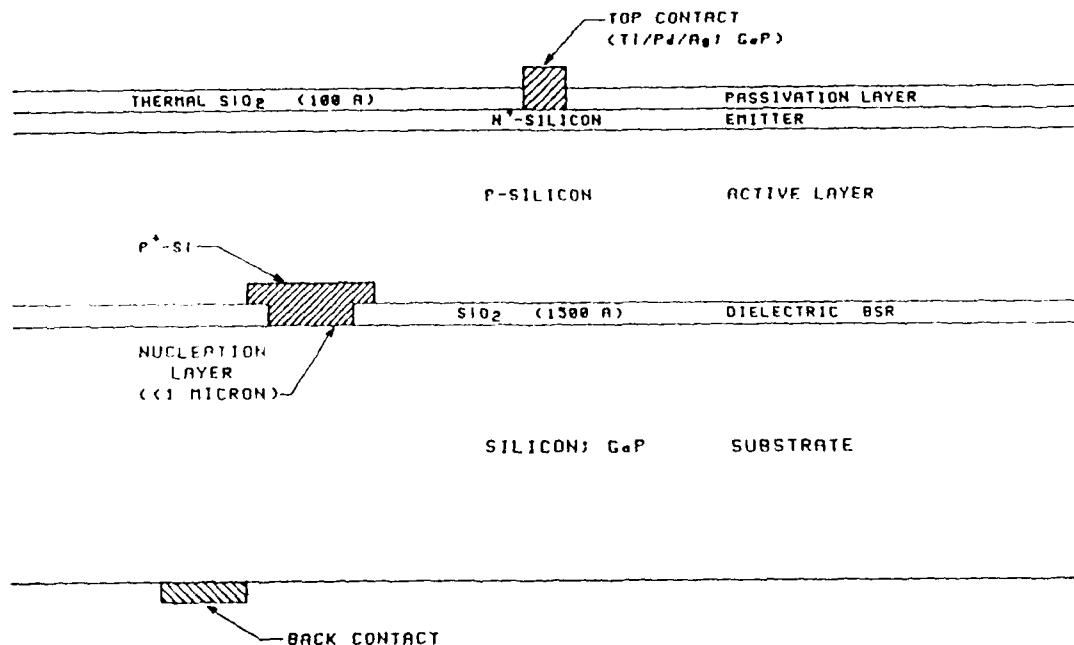 TOP CONTACT
(Ti/Pd/Ag; GaP)
THERMAL SiO2 (100 A)
PASSIVATION LAYER
N+-SILICON
EMITTER
P-SILICON
ACTIVE LAYER
P+-Si
SiO2 (1500 A)
DIELECTRIC BSR
NUCLEATION
LAYER
(<1 MICRON)
SILICON; GaP
SUBSTRATE
BACK CONTACT